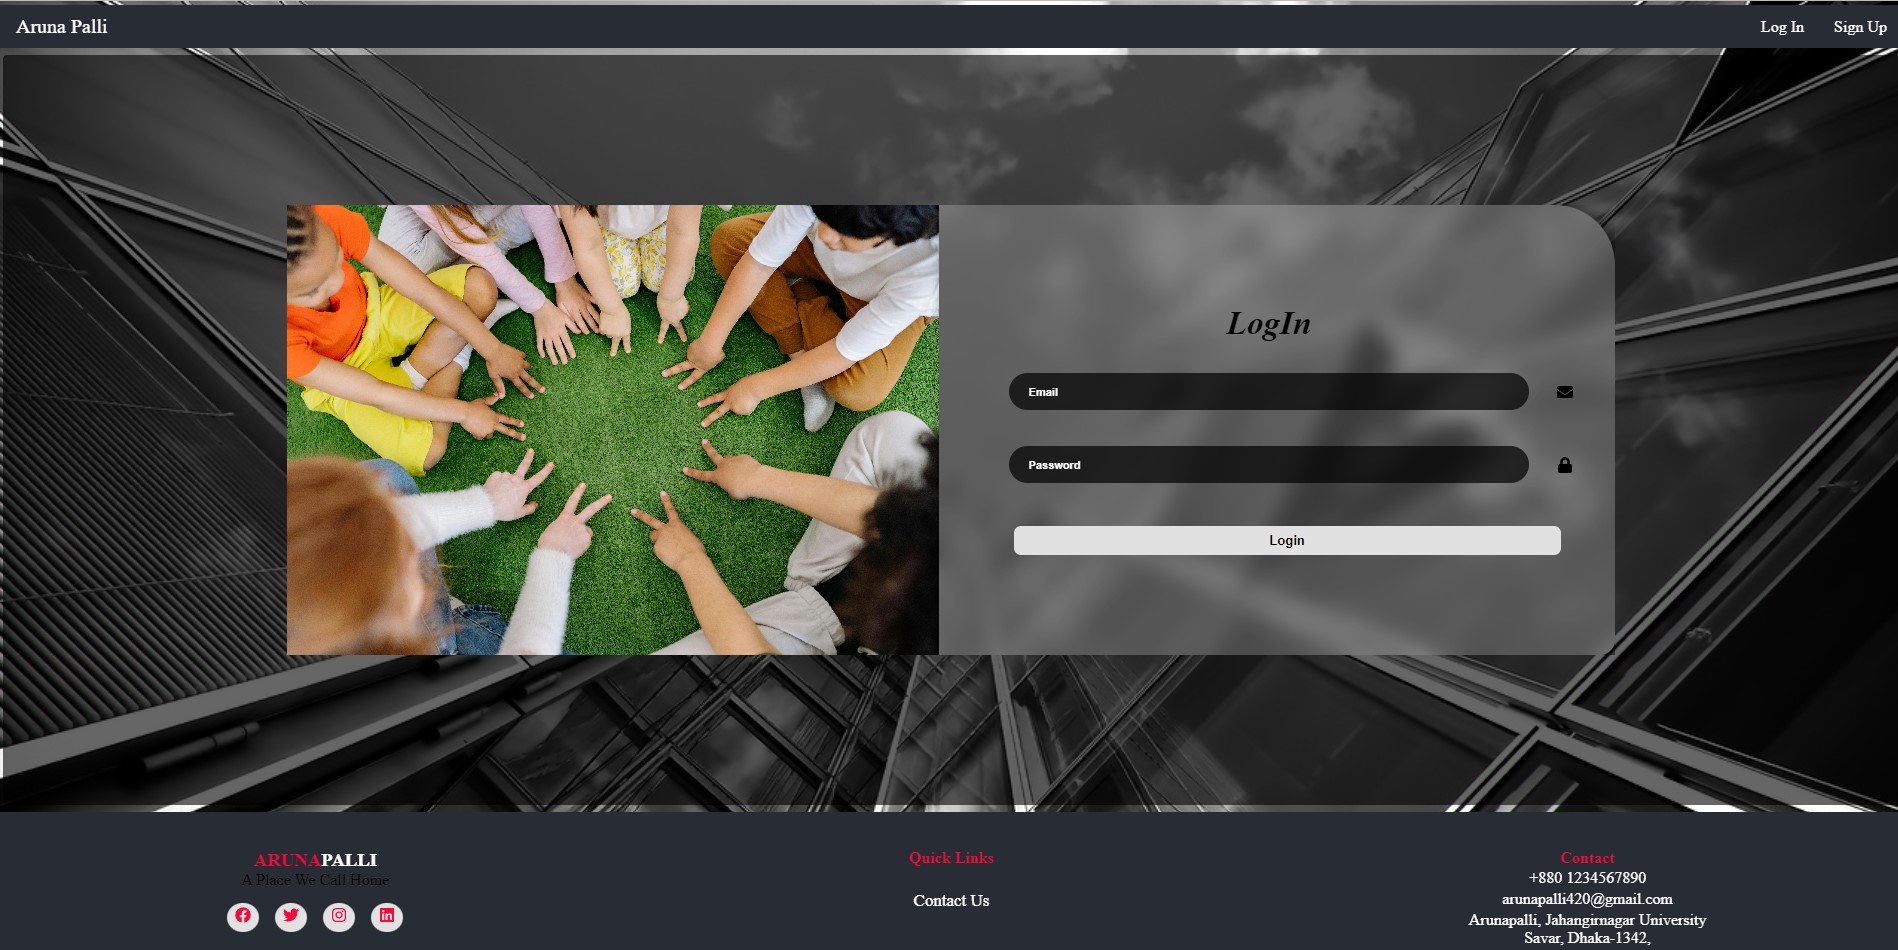 Aruna Palli
Log In
Sign Up
LogIn
Email
Password
Login
ARUNAPALLI
A Place We Call Home
Quick Links
Contact Us
Contact
+880 1234567890
arunapalli420@gmail.com
Arunapalli, Jahangirnagar University
Savar, Dhaka-1342,